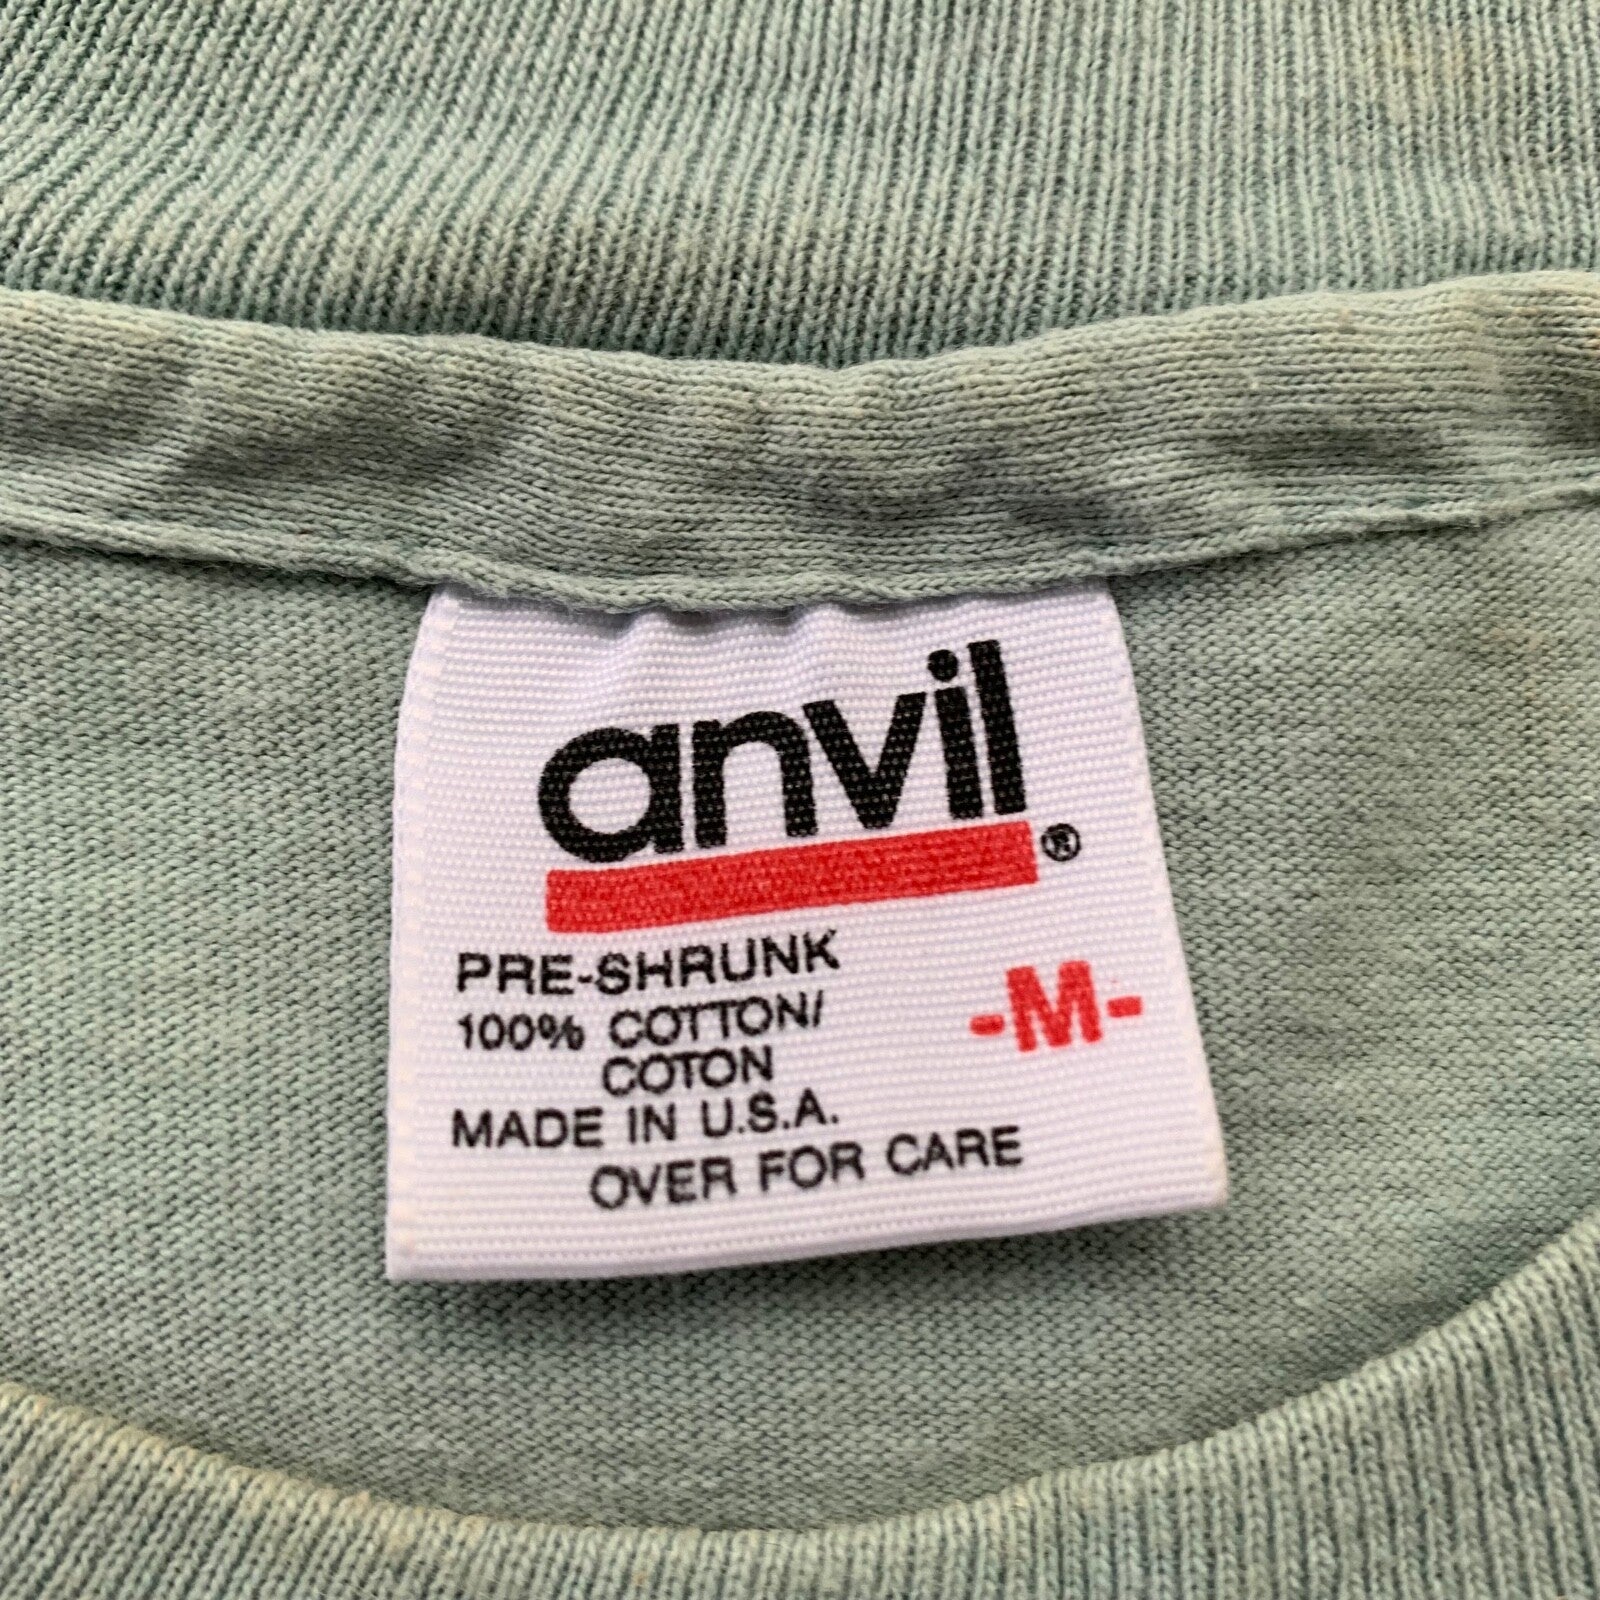 anvil®
PRE-SHRUNK
100% COTTON/
COTON
-M-
MADE IN U.S.A.
OVER FOR CARE